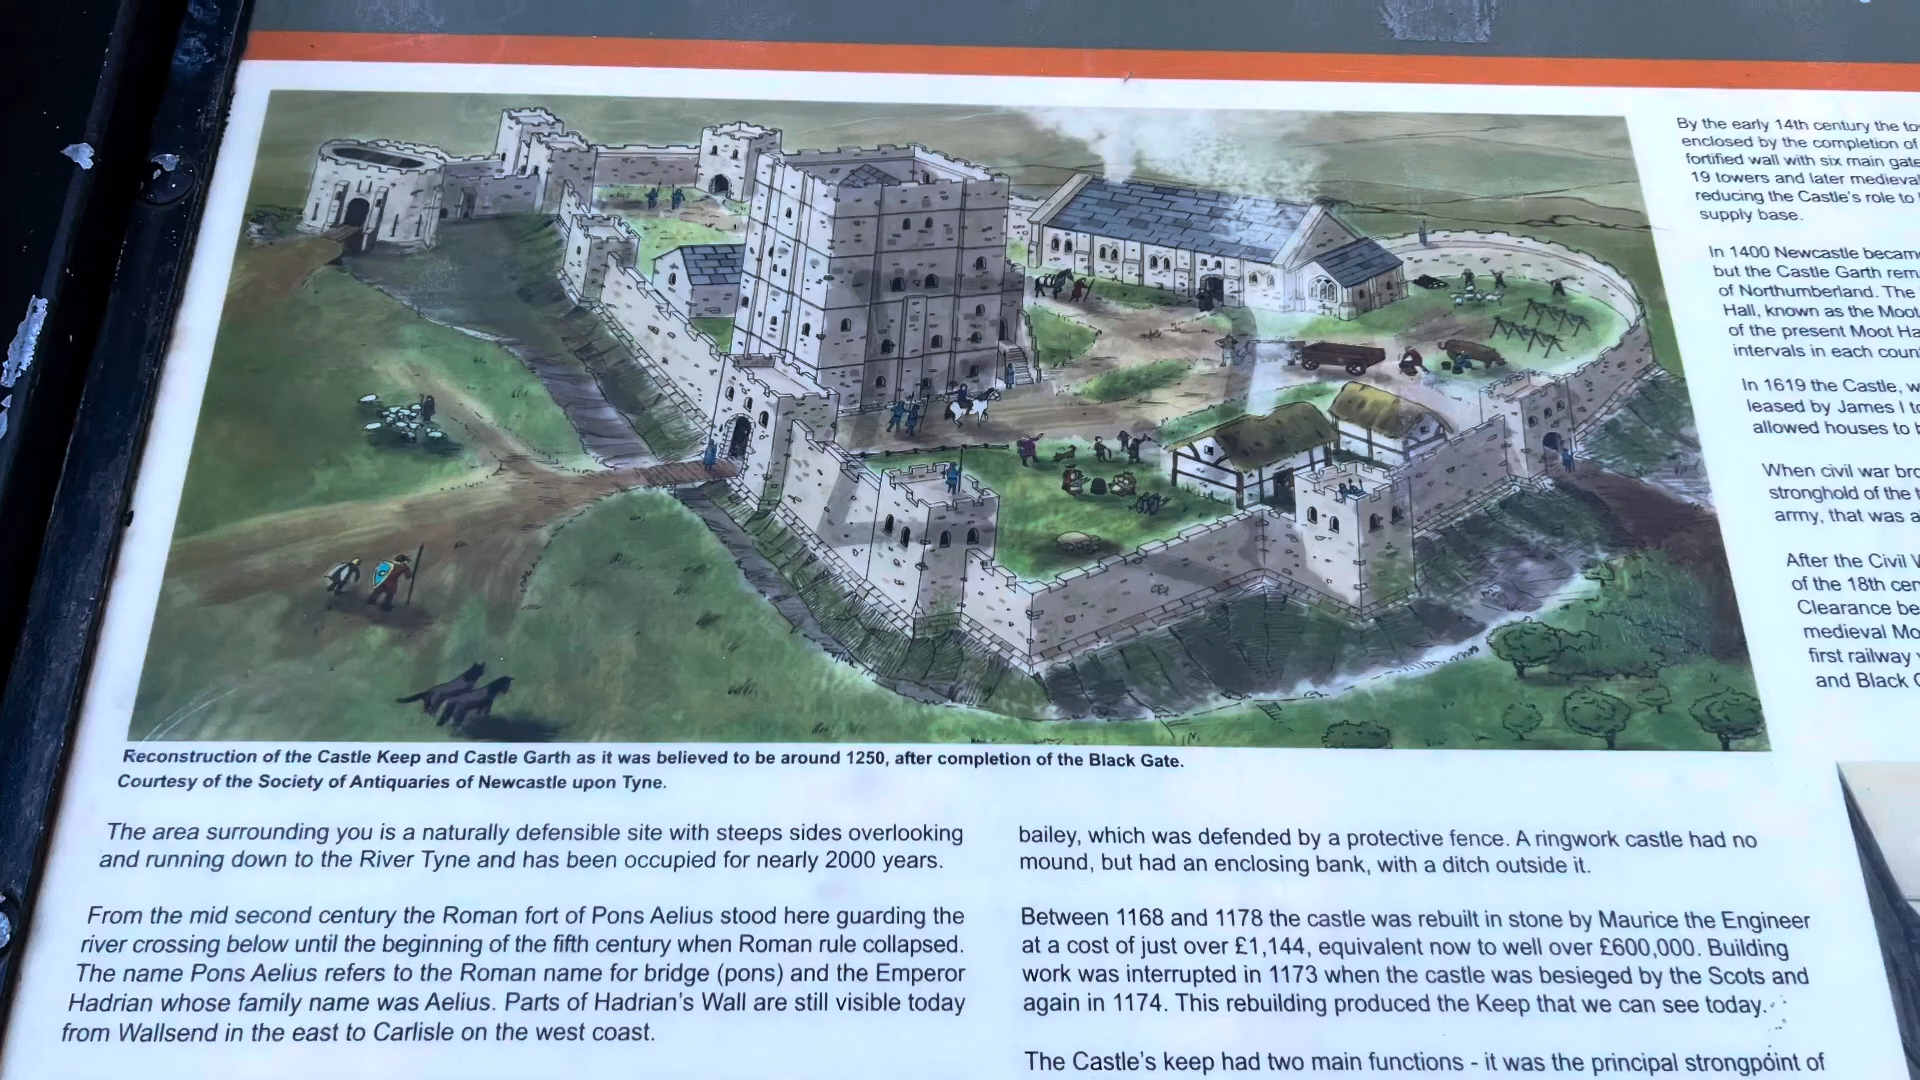 Reconstruction of the Castle Keep and Castle Garth as it was believed to be around 1250, after completion of the Black Gate.
Courtesy of the Society of Antiquaries of Newcastle upon Tyne.
The area surrounding you is a naturally defensible site with steeps sides overlooking
and running down to the River Tyne and has been occupied for nearly 2000 years.
From the mid second century the Roman fort of Pons Aelius stood here guarding the
river crossing below until the beginning of the fifth century when Roman rule collapsed.
The name Pons Aelius refers to the Roman name for bridge (pons) and the Emperor
Hadrian whose family name was Aelius. Parts of Hadrian's Wall are still visible today
from Wallsend in the east to Carlisle on the west coast.
bailey, which was defended by a protective fence. A ringwork castle had no
mound, but had an enclosing bank, with a ditch outside it.
Between 1168 and 1178 the castle was rebuilt in stone by Maurice the Engineer
at a cost of just over £1,144, equivalent now to well over £600,000. Building
work was interrupted in 1173 when the castle was besieged by the Scots and
again in 1174. This rebuilding produced the Keep that we can see today.
The Castle's keep had two main functions - it was the principal strongpoint of
By the early 14th century the
enclosed by the completion of
fortified wall with six main
19 towers and later
reducing the Castle's role to
supply base.
In 1400 Newcastle
but the Castle Garth
of Northumberland. The
Hall, known as the Moot
of the present Moot
intervals in each
In 1619 the Castle,
leased by James I
allowed houses to
When civil war
stronghold of the
army, that was
After the Civil
of the 18th
Clearance
medieval
first railway
and Black